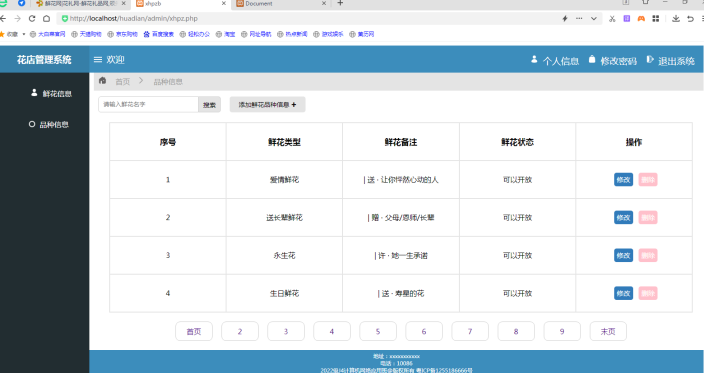 鲜花网|花礼网-鲜花礼品网,鲜
xhpzb
Document
http://localhost/huadian/admin/xhpz.php
收藏
大白菜官网
天猫购物
京东购物
百度搜索
轻松办公
淘宝
网址导航
热点新闻
游戏娱乐
黄历网
花店管理系统
欢迎
个人信息
修改密码
退出系统
鲜花信息
品种信息
首页
品种信息
请输入鲜花名字
搜索
添加鲜花品种信息 +
序号 鲜花类型 鲜花备注 鲜花状态 操作
1 爱情鲜花 | 送 · 让你怦然心动的人 可以开放 修改 删除
2 送长辈鲜花 | 赠 · 父母/恩师/长辈 可以开放 修改 删除
3 永生花 | 许 · 她一生承诺 可以开放 修改 删除
4 生日鲜花 | 送 · 寿星的花 可以开放 修改 删除
首页 2 3 4 5 6 7 8 9 末页
地址：xxxxxxxxxxx
电话：10086